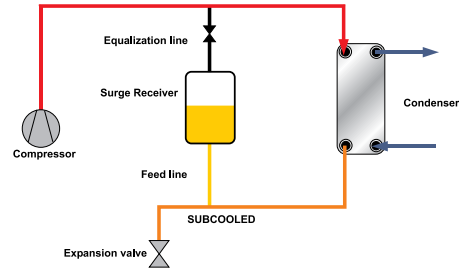 Equalization line
Surge Receiver
Condenser
Compressor
Feed line
SUBCOOLED
Expansion valve